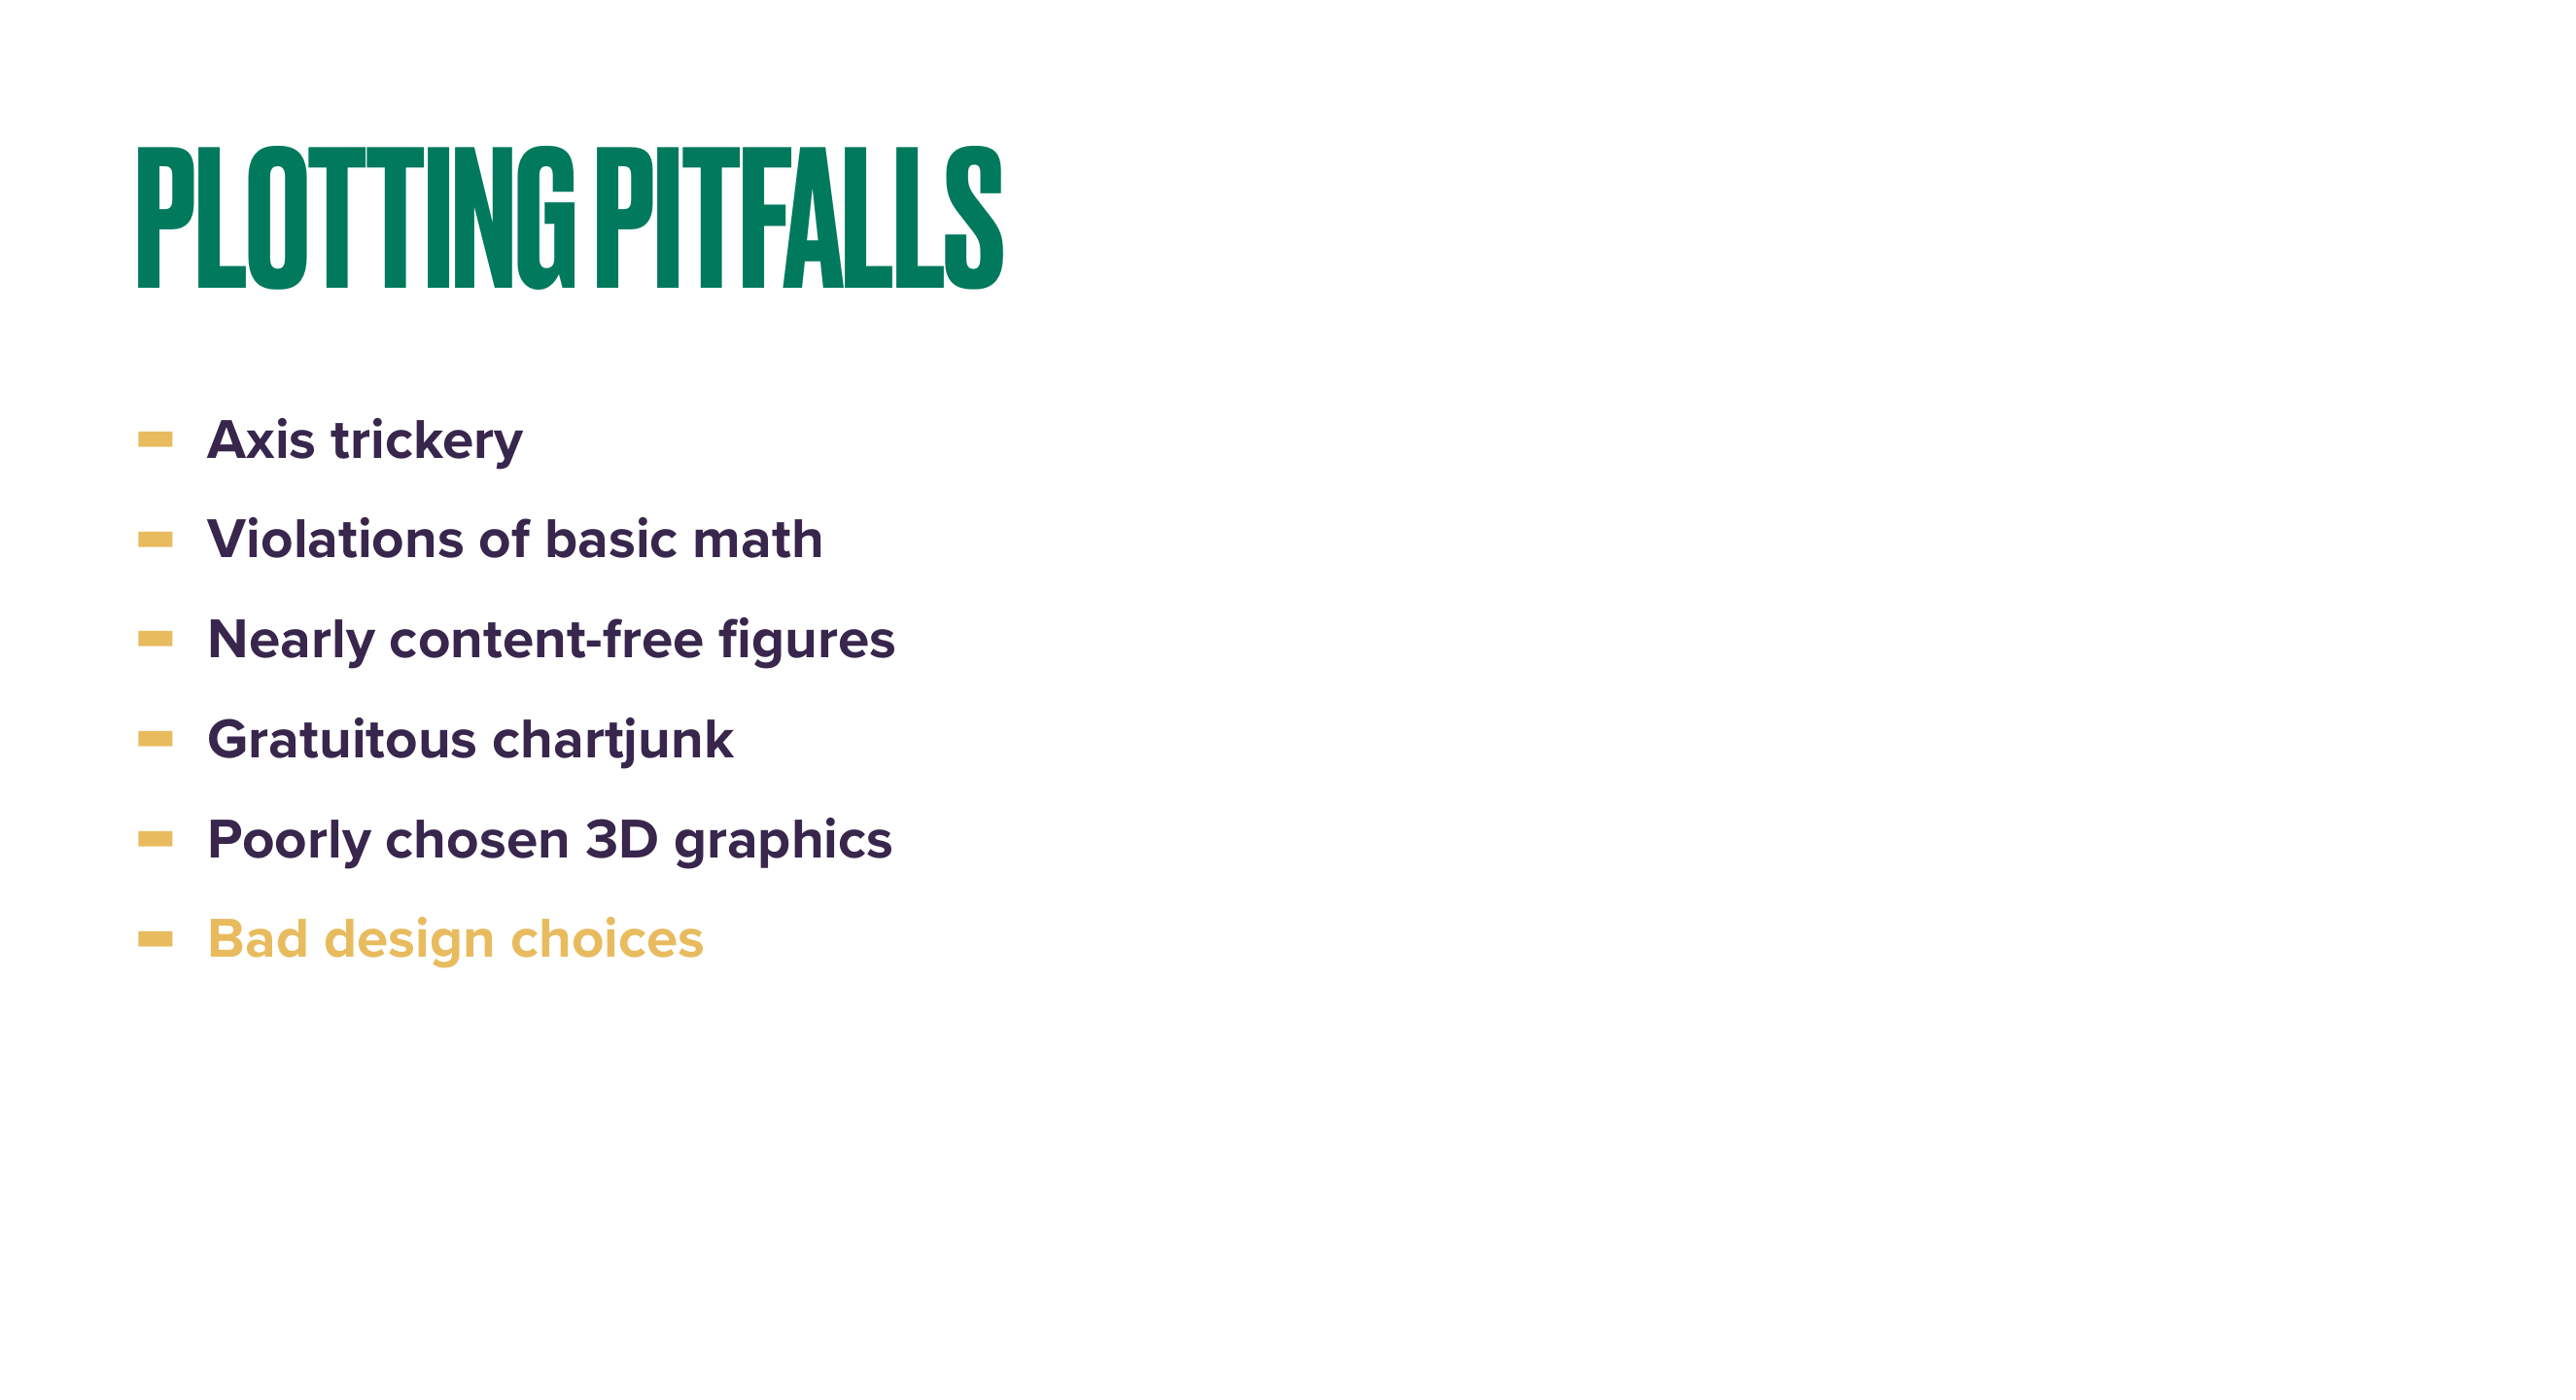 PLOTTING PITFALLS
Axis trickery
Violations of basic math
Nearly content-free figures
Gratuitous chartjunk
Poorly chosen 3D graphics
Bad design choices